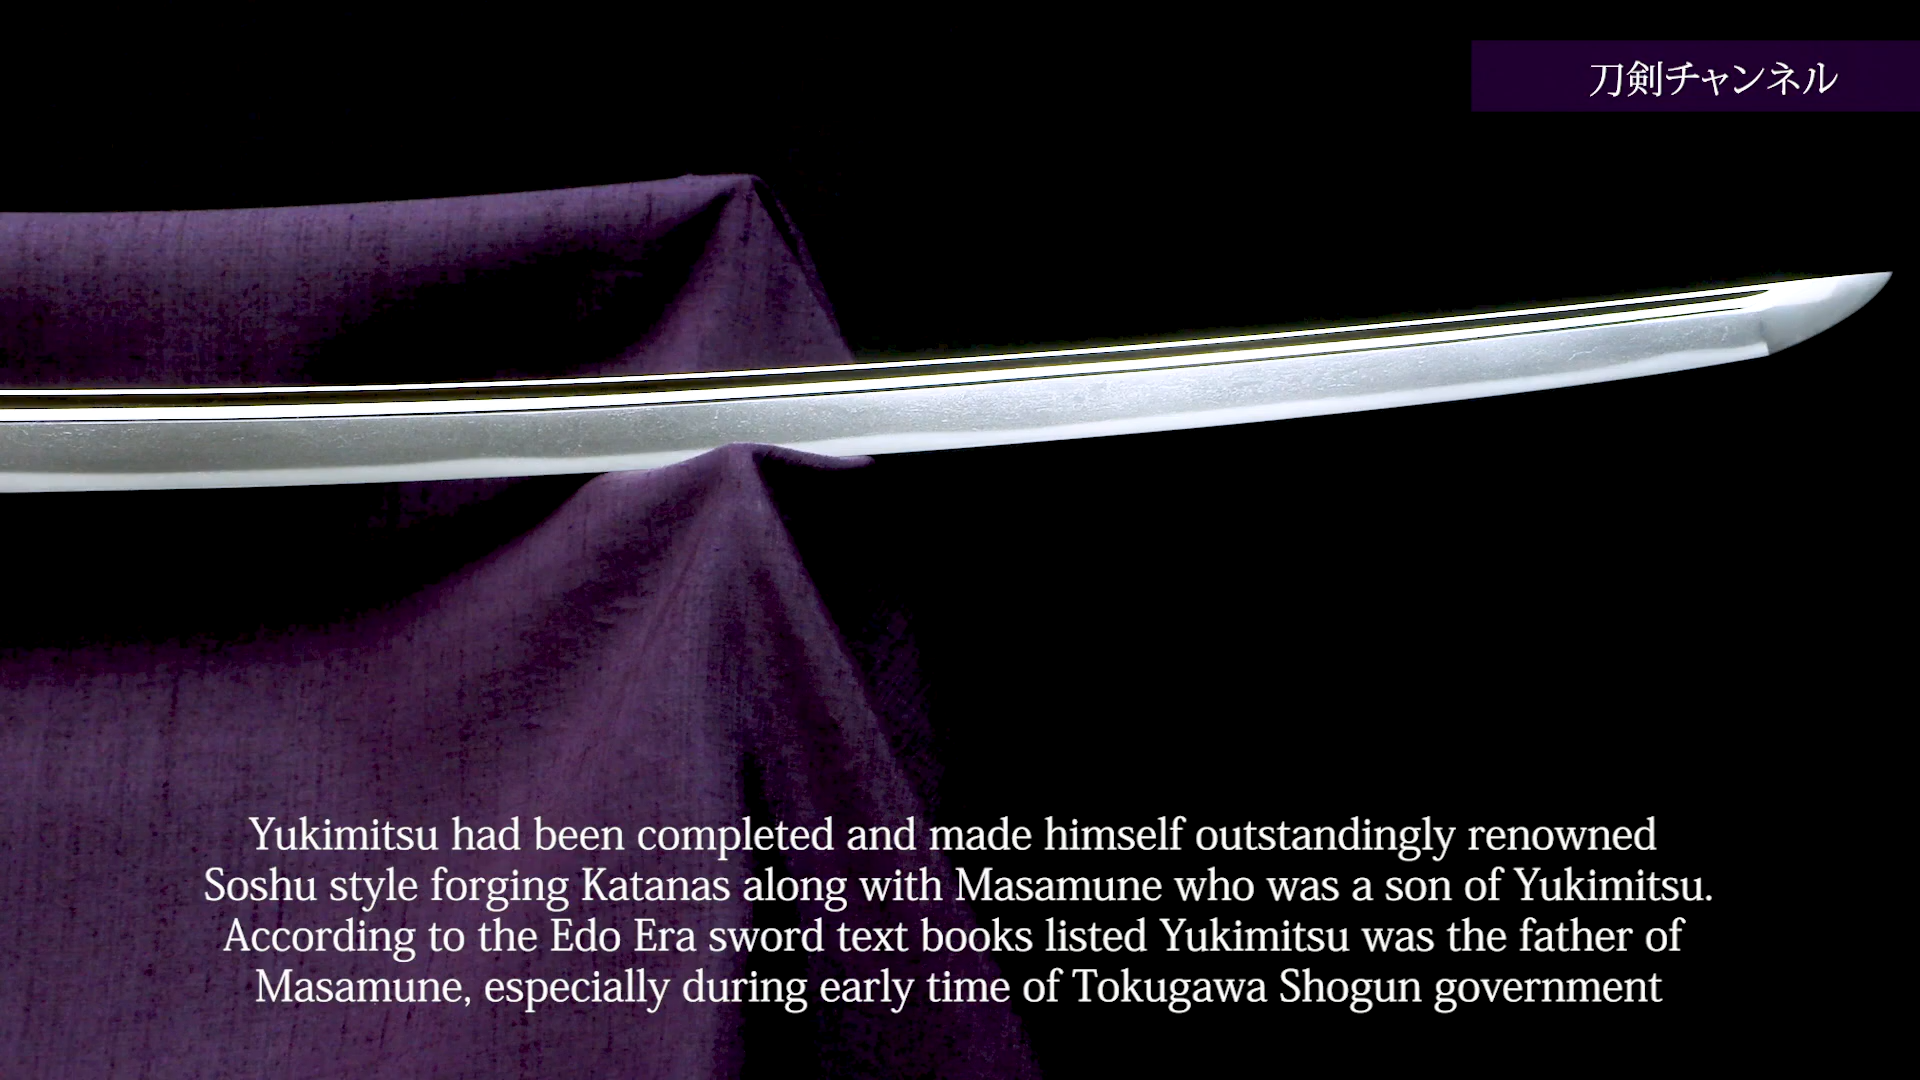 刀剣チャンネル
Yukimitsu had been completed and made himself outstandingly renowned
Soshu style forging Katanas along with Masamune who was a son of Yukimitsu.
According to the Edo Era sword text books listed Yukimitsu was the father of
Masamune, especially during early time of Tokugawa Shogun government